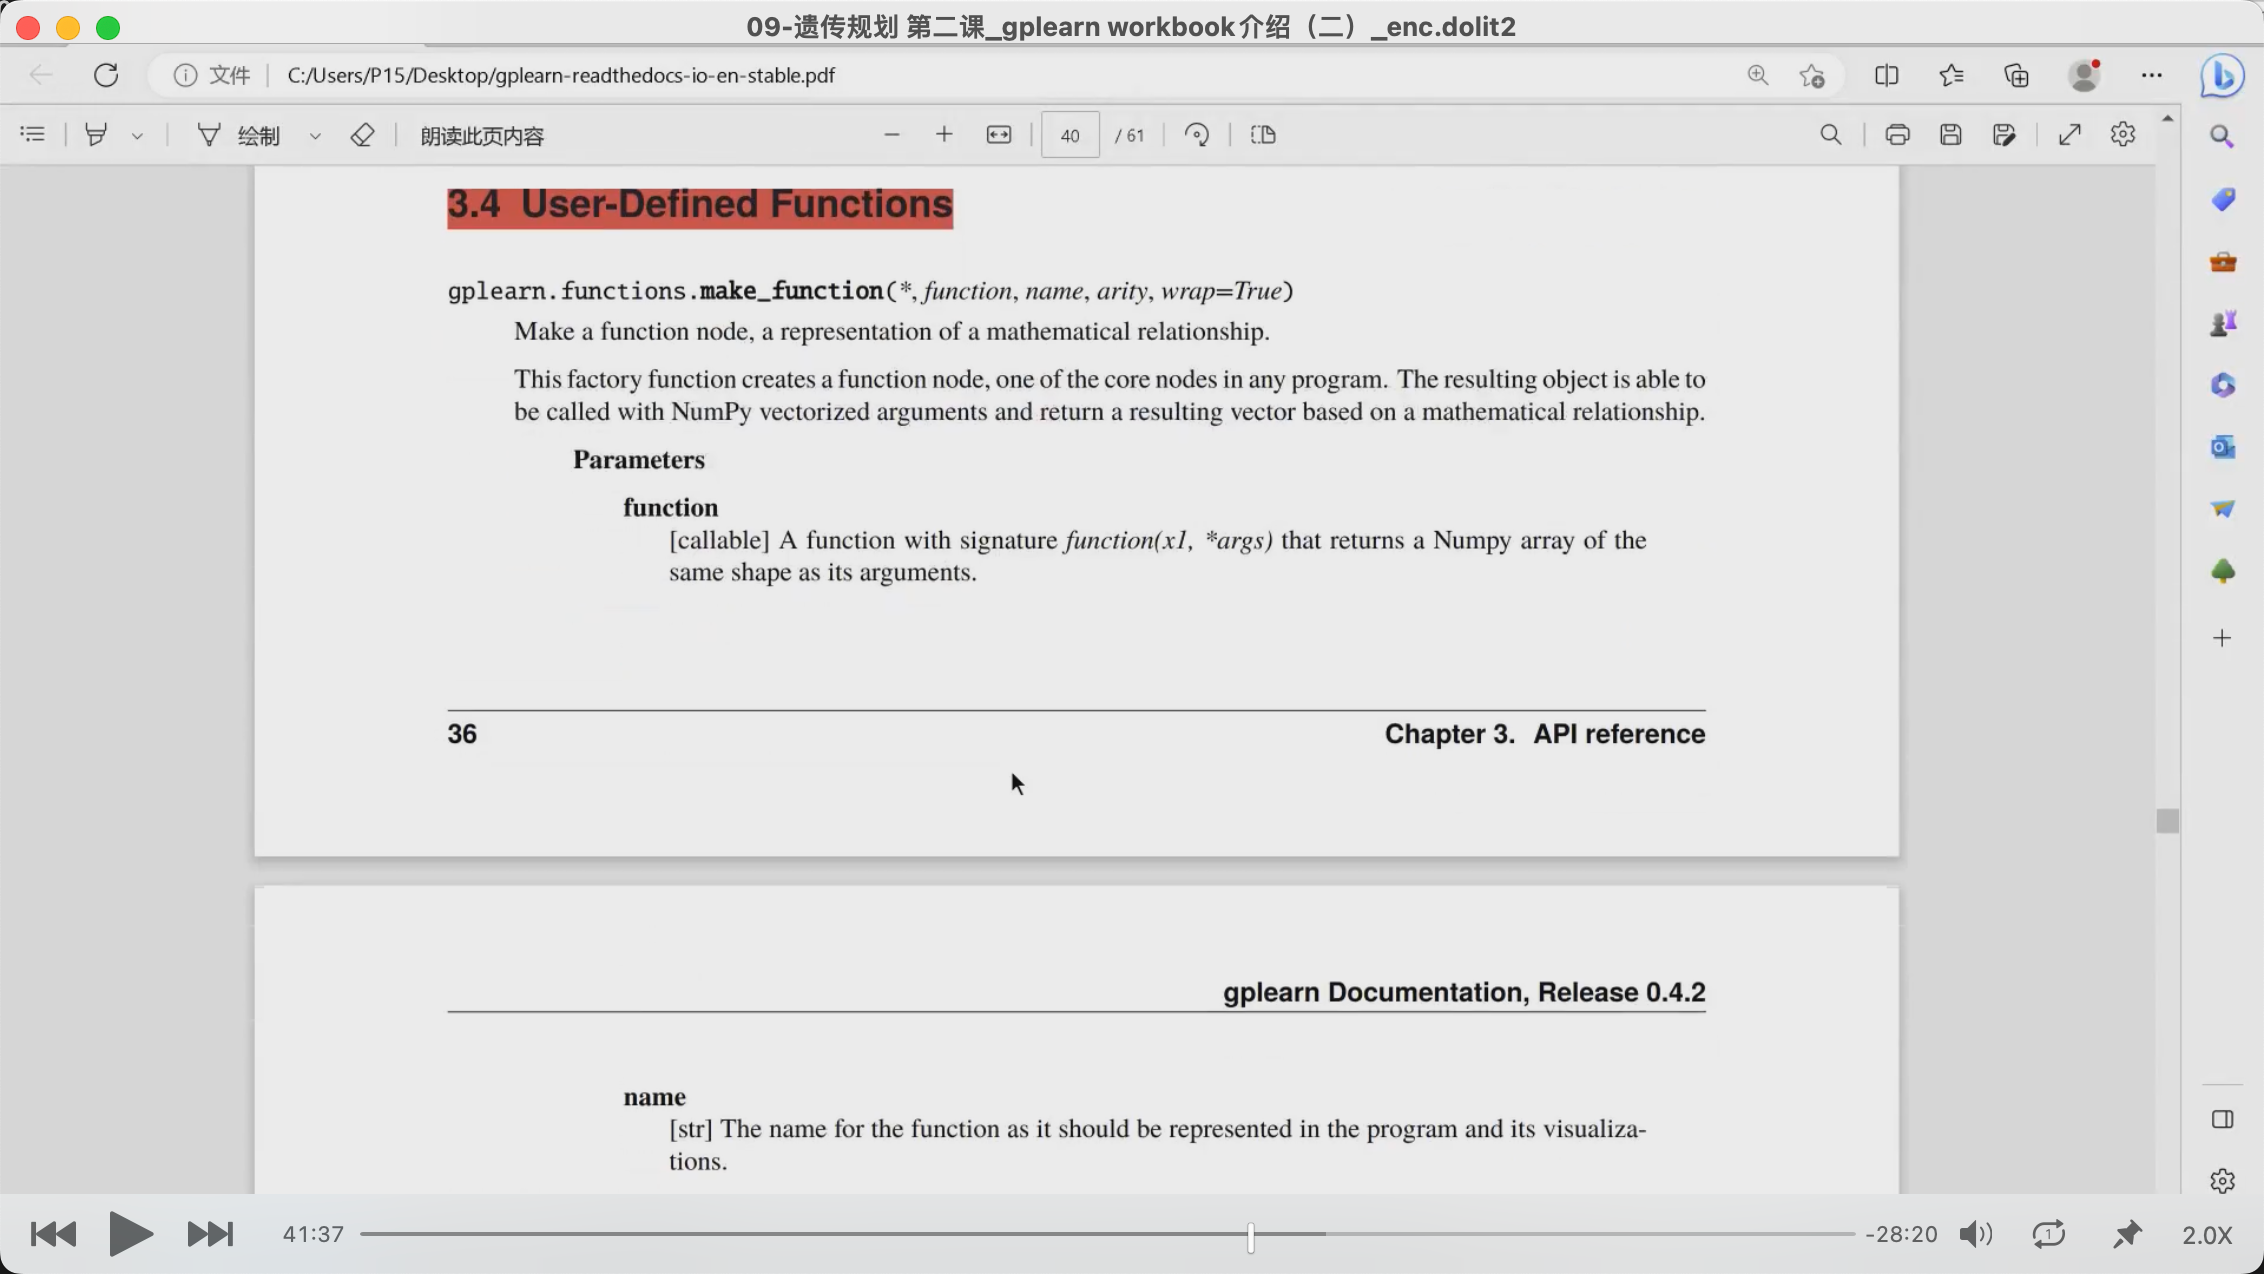 09-遗传规划 第二课_gplearn workbook介绍（二）_enc.dolit2
文件 C:/Users/P15/Desktop/gplearn-readthedocs-io-en-stable.pdf
绘制 朗读此页内容 40 / 61
3.4 User-Defined Functions
gplearn.functions.make_function(*, function, name, arity, wrap=True)
Make a function node, a representation of a mathematical relationship.
This factory function creates a function node, one of the core nodes in any program. The resulting object is able to
be called with NumPy vectorized arguments and return a resulting vector based on a mathematical relationship.
Parameters
function
[callable] A function with signature function(x1, *args) that returns a Numpy array of the
same shape as its arguments.
36 Chapter 3. API reference
gplearn Documentation, Release 0.4.2
name
[str] The name for the function as it should be represented in the program and its visualiza-
tions.
41:37 -28:20 2.0X